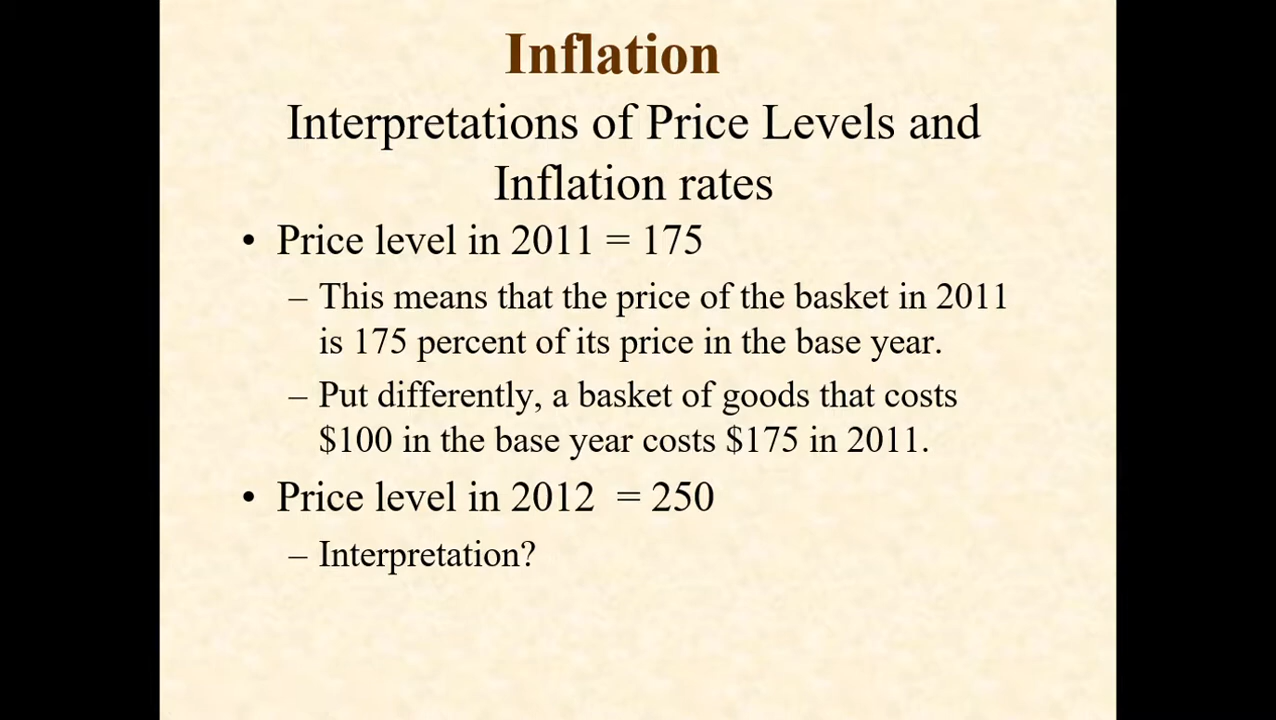 Inflation
Interpretations of Price Levels and
Inflation rates
• Price level in 2011 = 175
– This means that the price of the basket in 2011
is 175 percent of its price in the base year.
– Put differently, a basket of goods that costs
$100 in the base year costs $175 in 2011.
• Price level in 2012  = 250
– Interpretation?